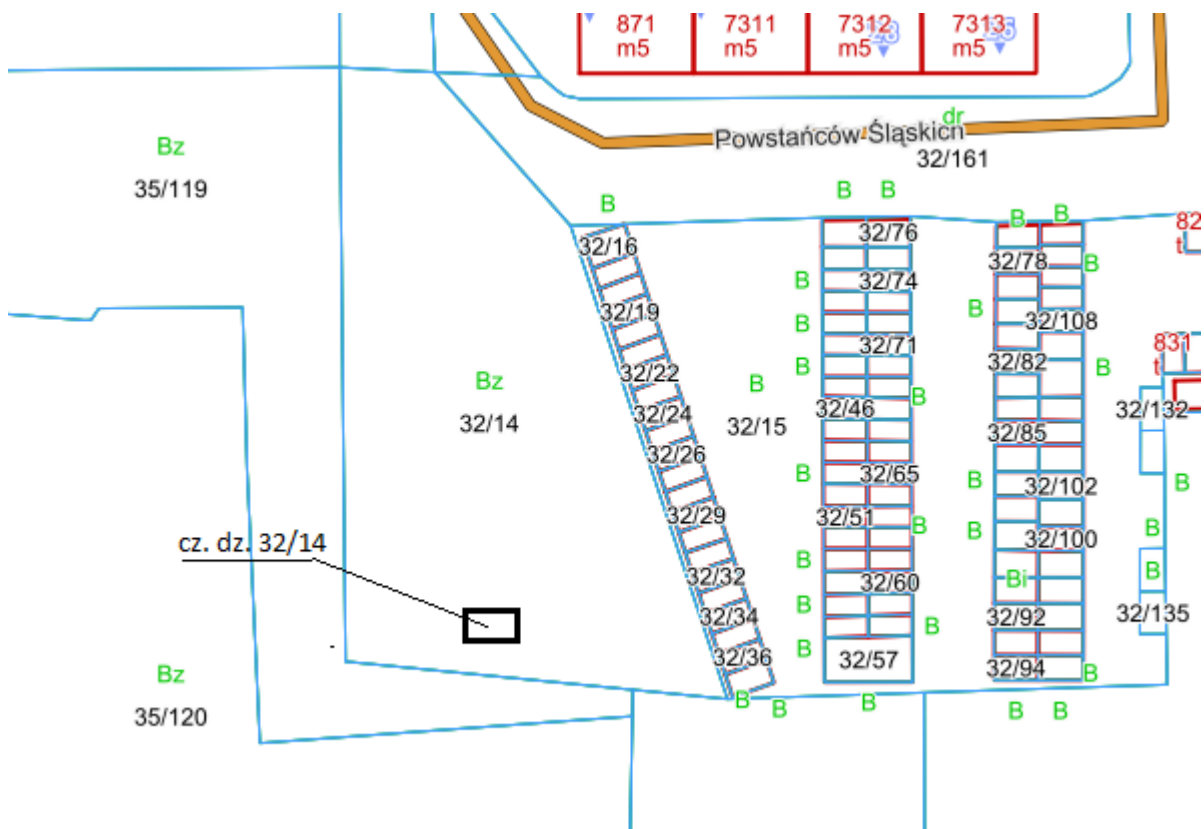 871
m5
7311
m5
7312
m5
7313
m5
dr
Powstańców Śląskich
32/161
Bz
35/119
B
B
B
82
t
B
B
32/16
32/76
32/78
B
B
32/74
32/19
B
B
32/108
32/71
831
t
32/22
B
32/82
B
Bz
B
B
32/14
32/24
32/15
32/46
32/132
32/85
32/26
B
32/65
B
32/102
B
32/29
32/51
B
B
32/100
B
cz. dz. 32/14
32/32
B
32/60
Bi
B
32/34
B
B
32/92
32/135
32/36
B
32/57
32/94
B
Bz
35/120
B
B
B
B
B